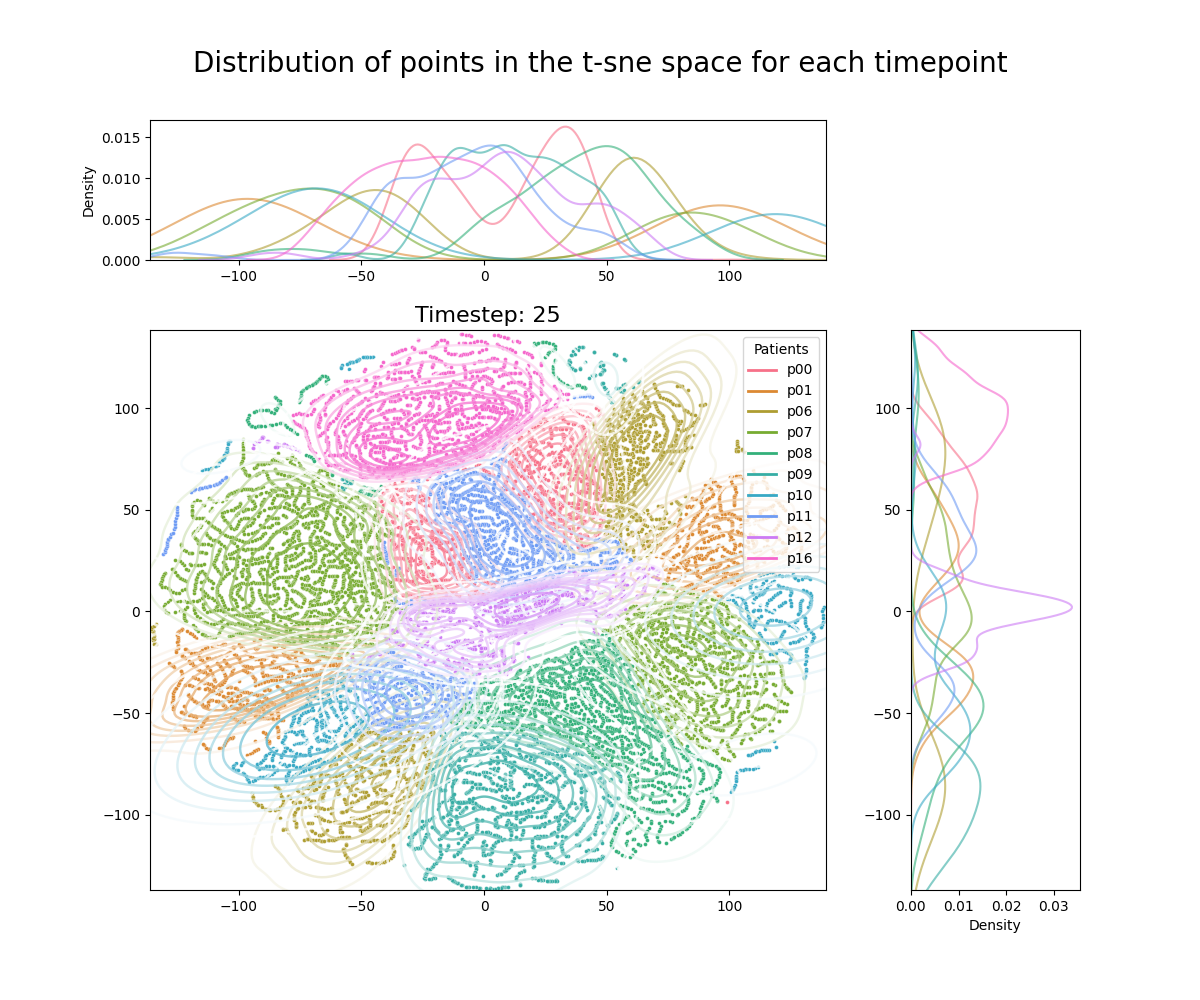 Distribution of points in the t-sne space for each timepoint
0.015
0.010
0.005
0.000
Density
−100
−50
0
50
100
Timestep: 25
100
50
0
−50
−100
−100
−50
0
50
100
Patients
p00
p01
p06
p07
p08
p09
p10
p11
p12
p16
100
50
0
−50
−100
0.00
0.01
0.02
0.03
Density